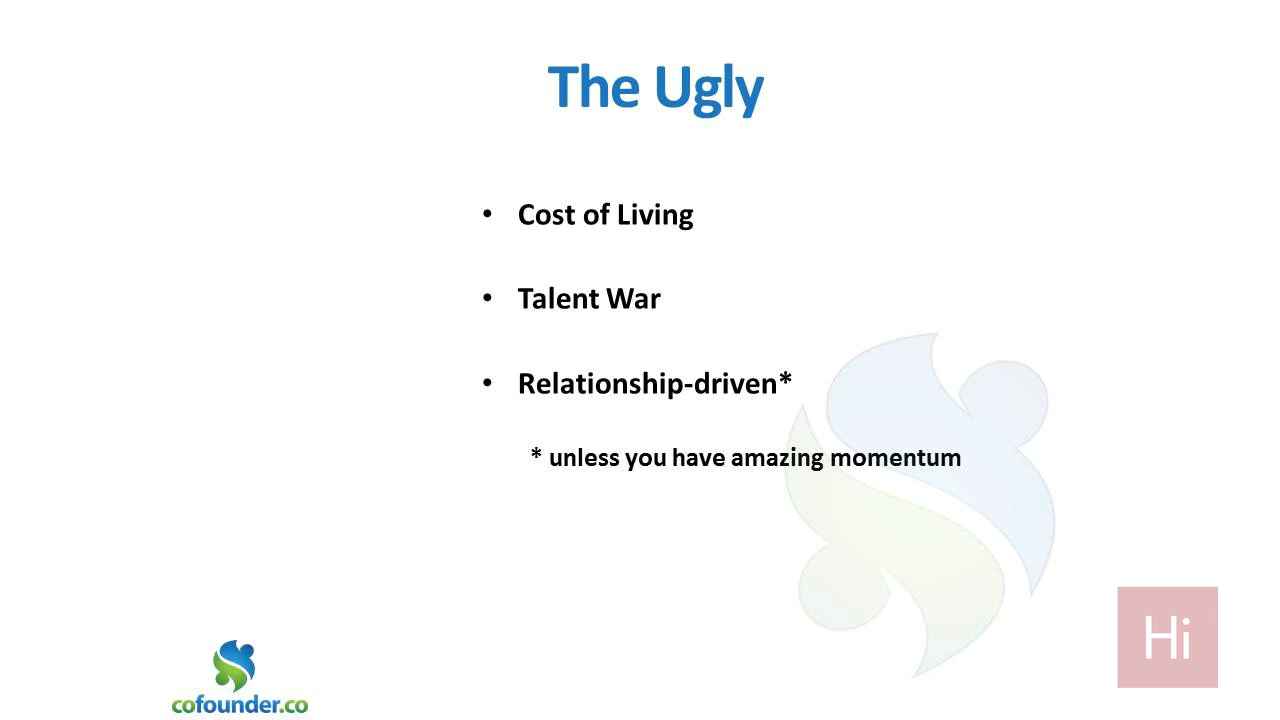 The Ugly
• Cost of Living
• Talent War
• Relationship-driven*
* unless you have amazing momentum
cofounder.co
Hi